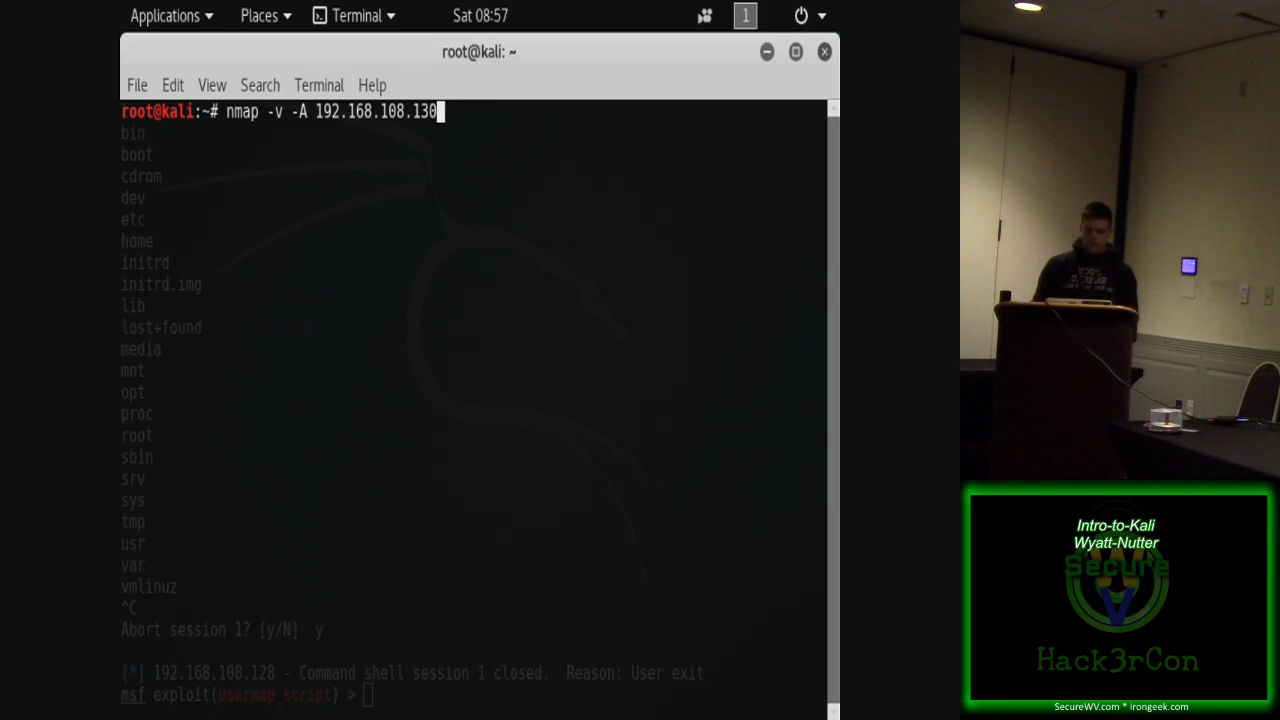 Applications Places Terminal Sat 08:57 1
root@kali: ~
File Edit View Search Terminal Help
root@kali:~# nmap -v -A 192.168.108.130
bin
boot
cdrom
dev
etc
home
initrd
initrd.img
lib
lost+found
media
mnt
opt
proc
root
sbin
srv
sys
tmp
usr
var
vmlinuz
^C
Abort session 1? [y/N] y
[*] 192.168.108.128 - Command shell session 1 closed. Reason: User exit
msf exploit(usermap_script) >
Intro-to-Kali
Wyatt-Nutter
Secure
WV
Hack3rCon
SecureWV.com * irongeek.com